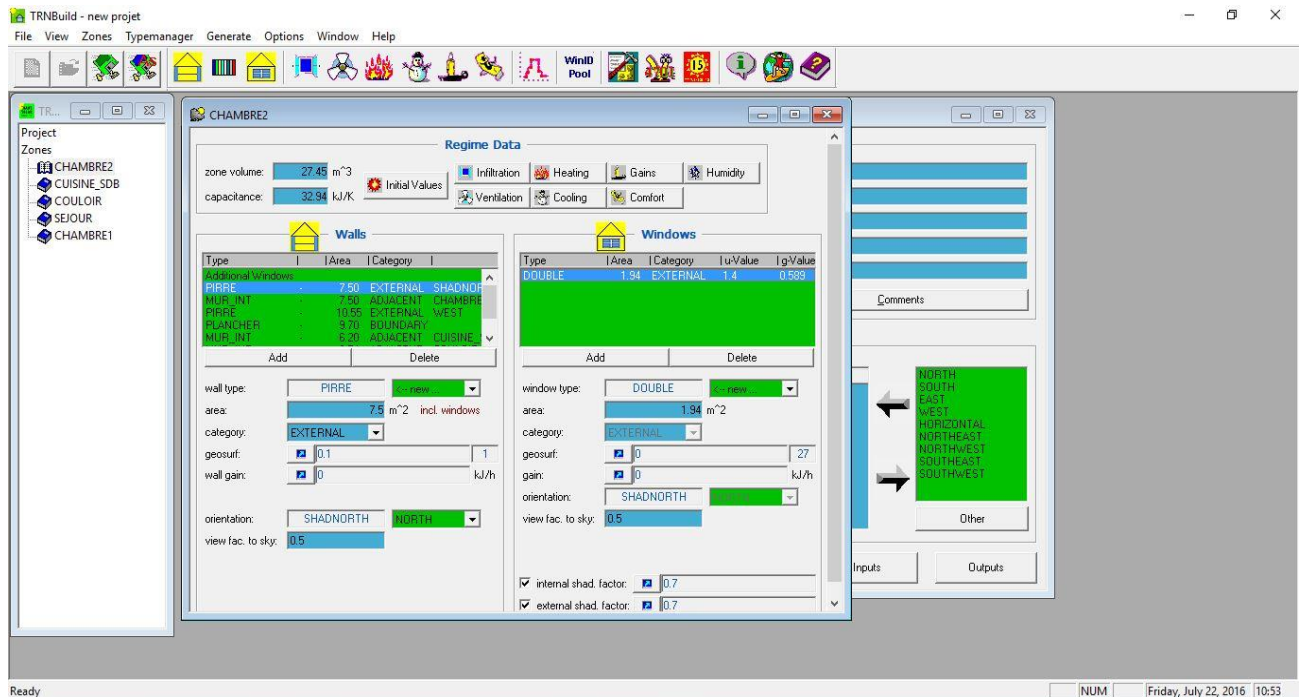 TRNBuild - new projet
File View Zones Typemanager Generate Options Window Help
WinID
Pool
TR...
Project
Zones
CHAMBRE2
CUISINE_SDB
COULOIR
SEJOUR
CHAMBRE1
CHAMBRE2
Regime Data
zone volume: 27.45 m^3
capacitance: 32.94 kJ/K
Initial Values
Infiltration Heating Gains Humidity
Ventilation Cooling Comfort
Walls
Type | | Area | Category |
Additional Windows
PIRRE - 7.50 EXTERNAL SHADNOR
MUR_INT - 7.50 ADJACENT CHAMBRE
PIRRE - 10.55 EXTERNAL WEST
PLANCHER - 9.70 BOUNDARY
MUR_INT - 6.20 ADJACENT CUISINE_
Add Delete
wall type: PIRRE <-- new ...
area: 7.5 m^2 incl. windows
category: EXTERNAL
geosurf: 0.1 1
wall gain: 0 kJ/h
orientation: SHADNORTH NORTH
view fac. to sky: 0.5
Windows
Type | Area | Category | u-Value | g-Value
DOUBLE 1.94 EXTERNAL 1.4 0.589
Add Delete
window type: DOUBLE <-- new ...
area: 1.94 m^2
category: EXTERNAL
geosurf: 0 27
gain: 0 kJ/h
orientation: SHADNORTH
view fac. to sky: 0.5
internal shad. factor: 0.7
external shad. factor: 0.7
Comments
NORTH
SOUTH
EAST
WEST
HORIZONTAL
NORTHEAST
NORTHWEST
SOUTHEAST
SOUTHWEST
Other
Inputs Outputs
Ready NUM Friday, July 22, 2016 10:53